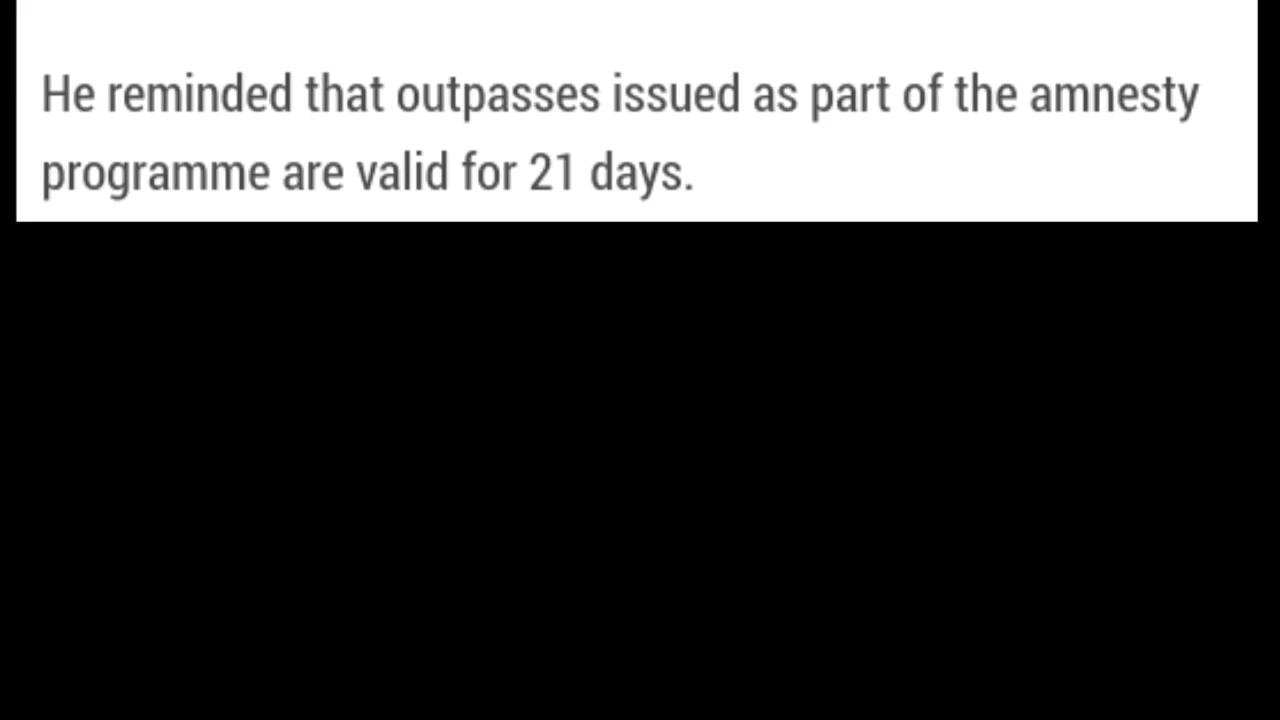 He reminded that outpasses issued as part of the amnesty
programme are valid for 21 days.